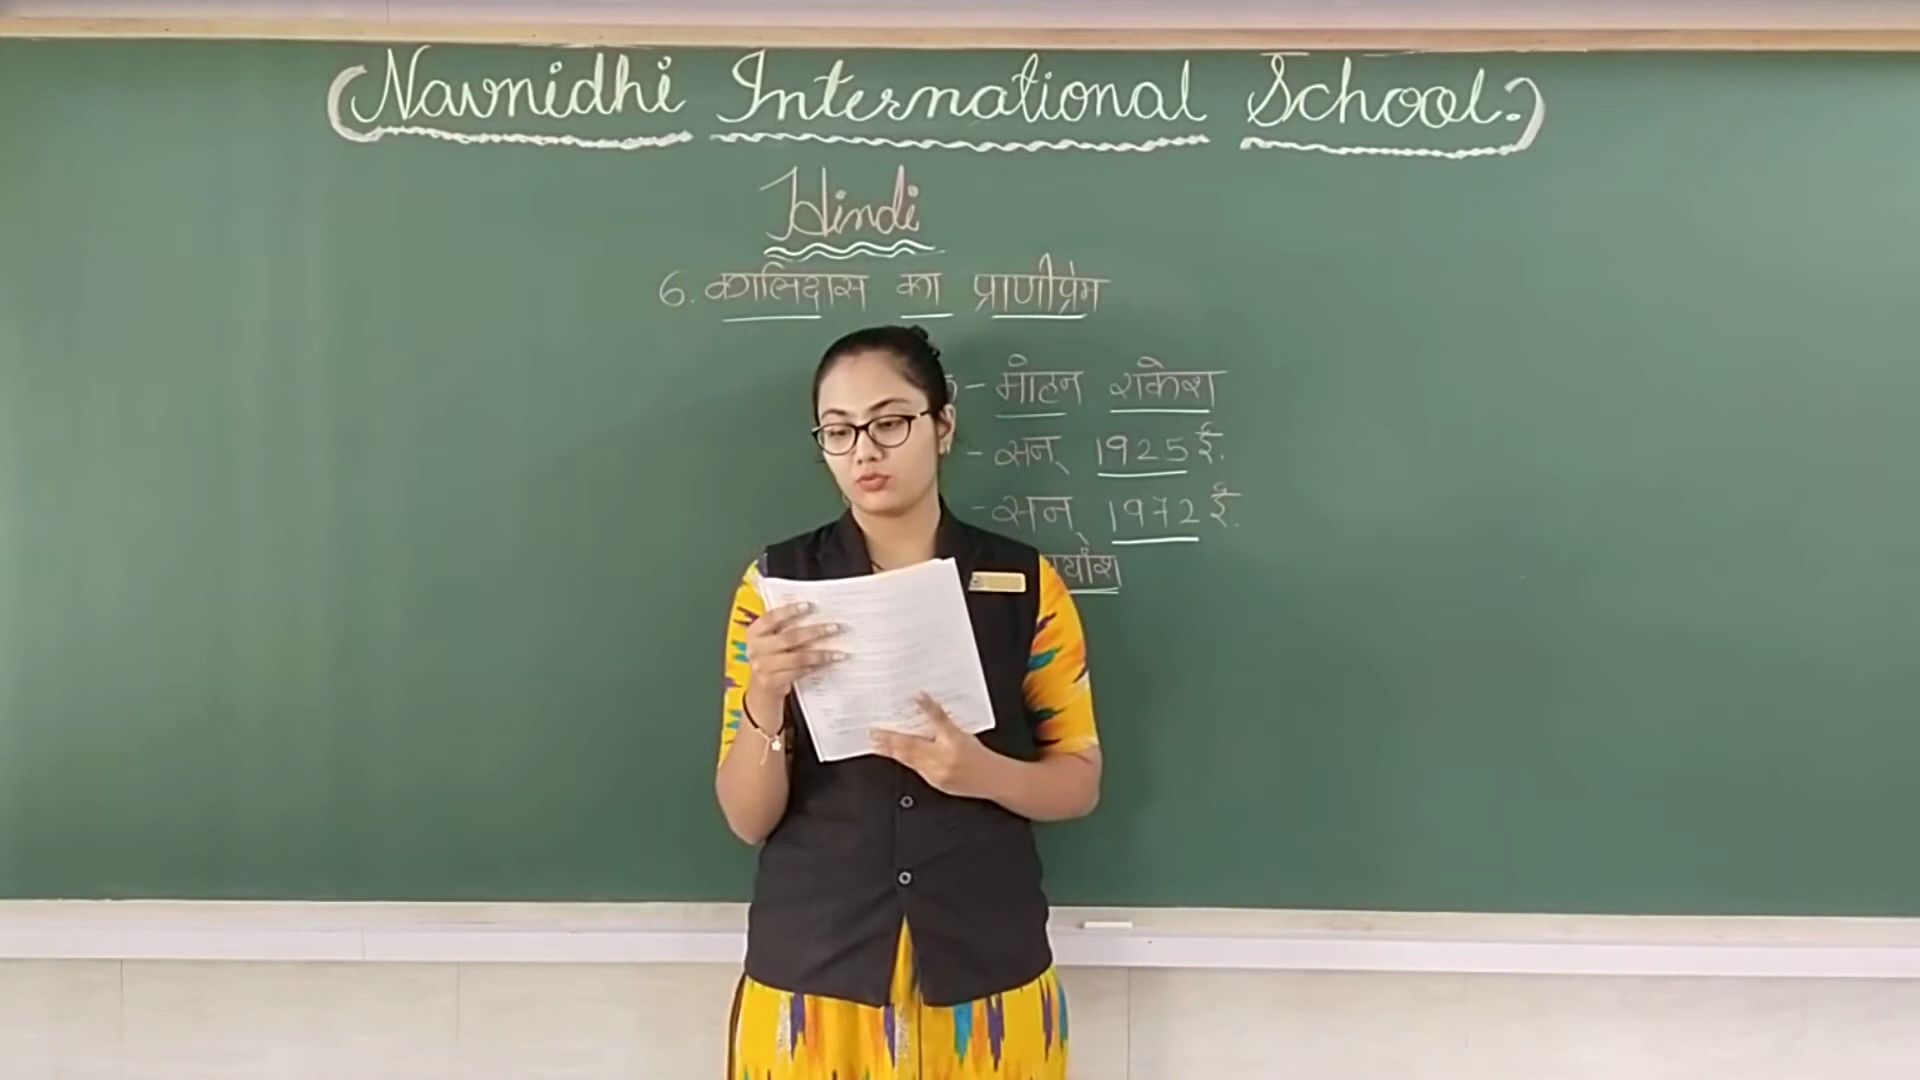 (Navnidhi International School.)
Hindi
6. कालिदास का प्राणीप्रेम
- मोहन राकेश
- सन् 1925 ई.
- सन् 1972 ई.